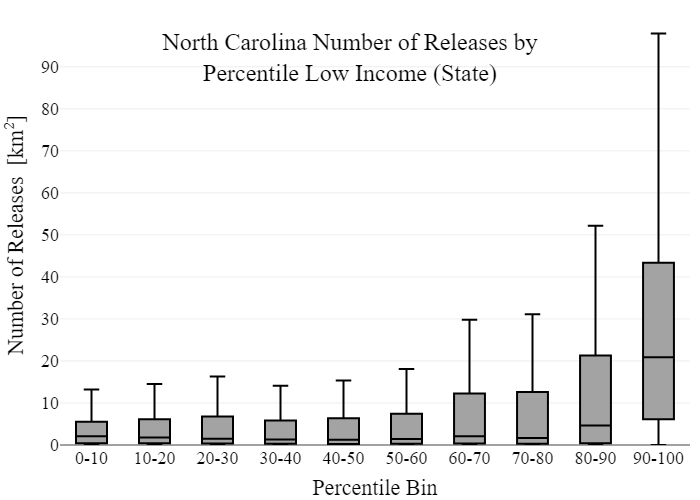 North Carolina Number of Releases by
Percentile Low Income (State)
Number of Releases [km²]
90
80
70
60
50
40
30
20
10
0
0-10 10-20 20-30 30-40 40-50 50-60 60-70 70-80 80-90 90-100
Percentile Bin